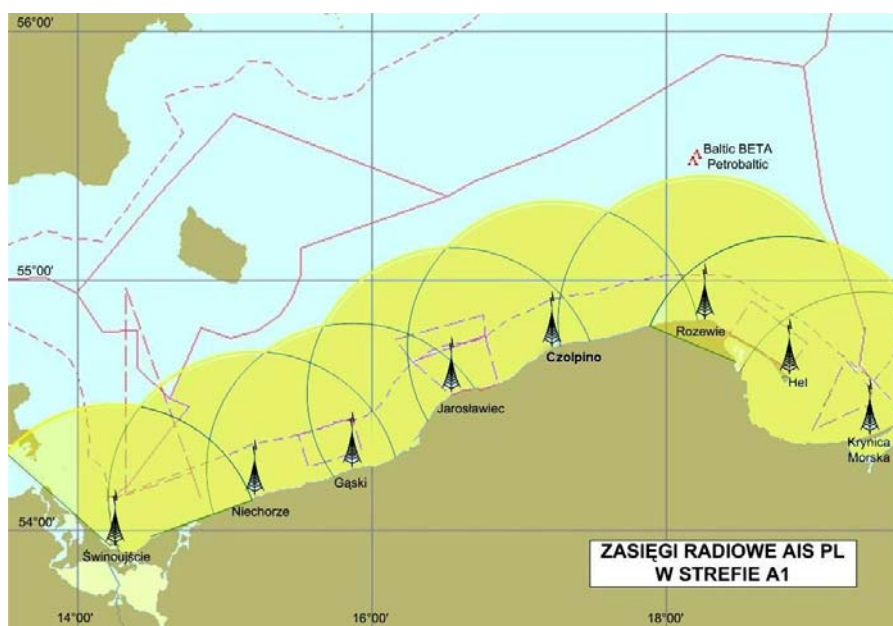 56°00'
Baltic BETA
Petrobaltic
55°00'
Rozewie
Czolpino
Hel
Jarosławiec
Krynica
Morska
Gąski
Niechorze
54°00'
Świnoujście
ZASIĘGI RADIOWE AIS PL
W STREFIE A1
14°00'
16°00'
18°00'